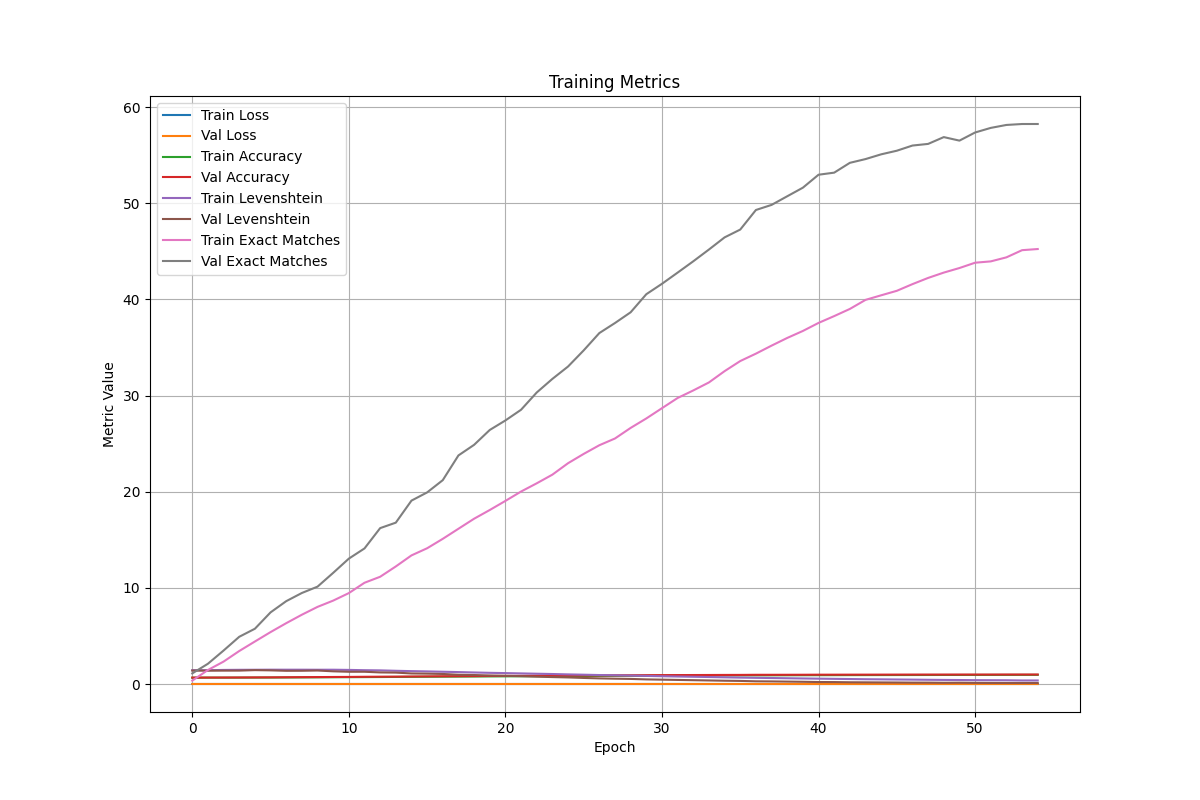 Training Metrics
Train Loss
Val Loss
Train Accuracy
Val Accuracy
Train Levenshtein
Val Levenshtein
Train Exact Matches
Val Exact Matches
60
50
40
30
20
10
0
Metric Value
0 10 20 30 40 50
Epoch